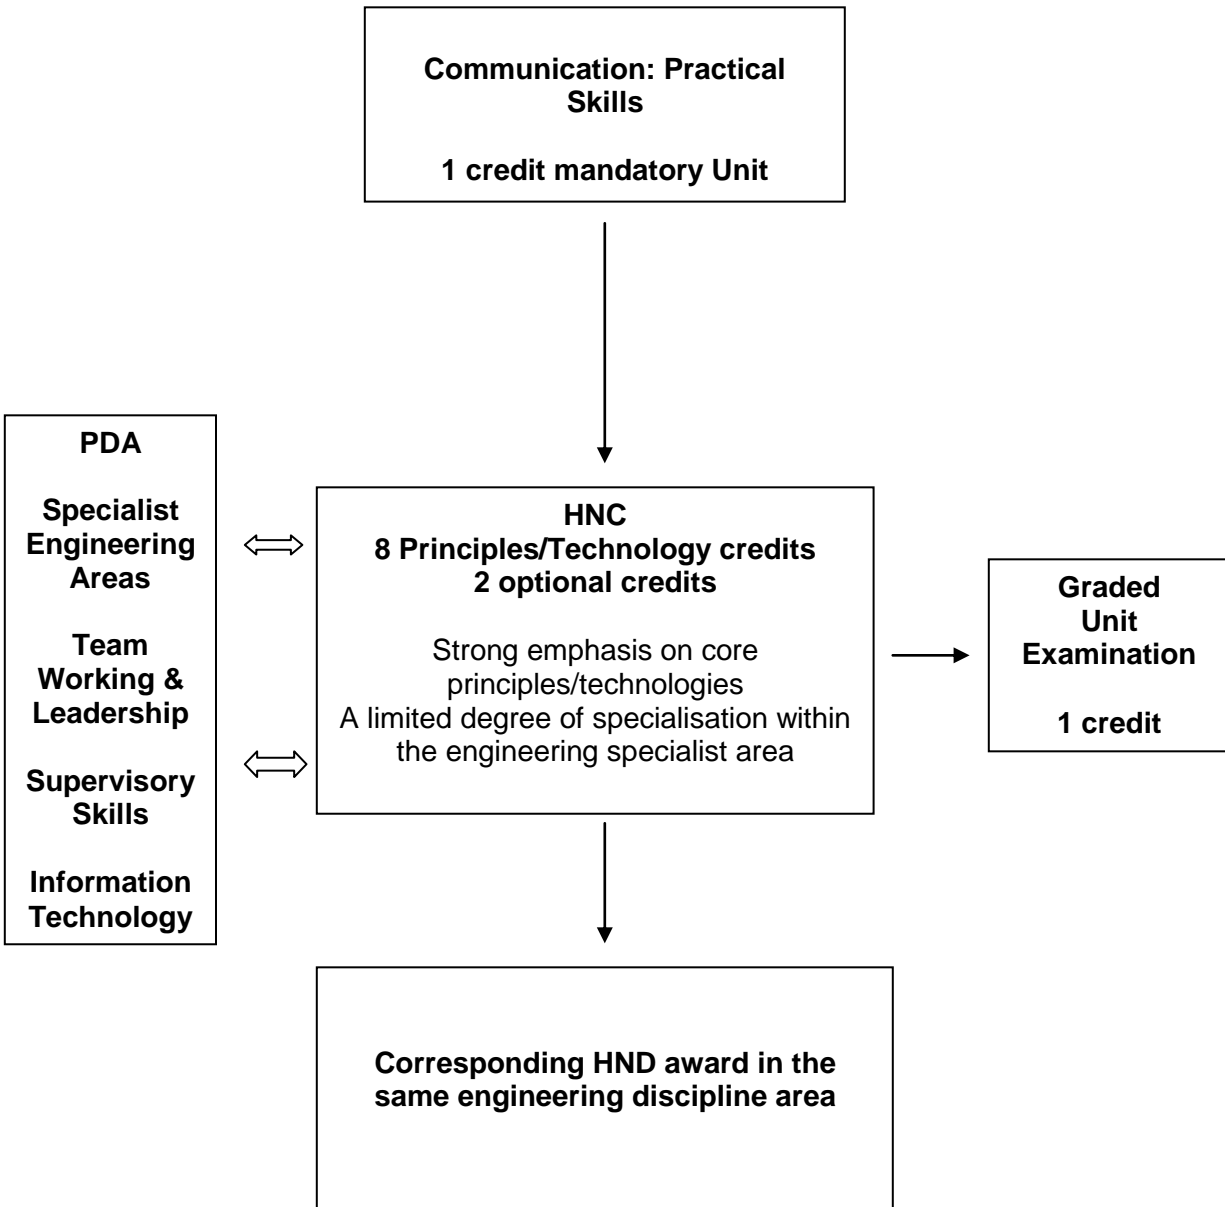 Communication: Practical
Skills
1 credit mandatory Unit
PDA
Specialist
Engineering
Areas
Team
Working &
Leadership
Supervisory
Skills
Information
Technology
HNC
8 Principles/Technology credits
2 optional credits
Strong emphasis on core
principles/technologies
A limited degree of specialisation within
the engineering specialist area
Graded
Unit
Examination
1 credit
Corresponding HND award in the
same engineering discipline area